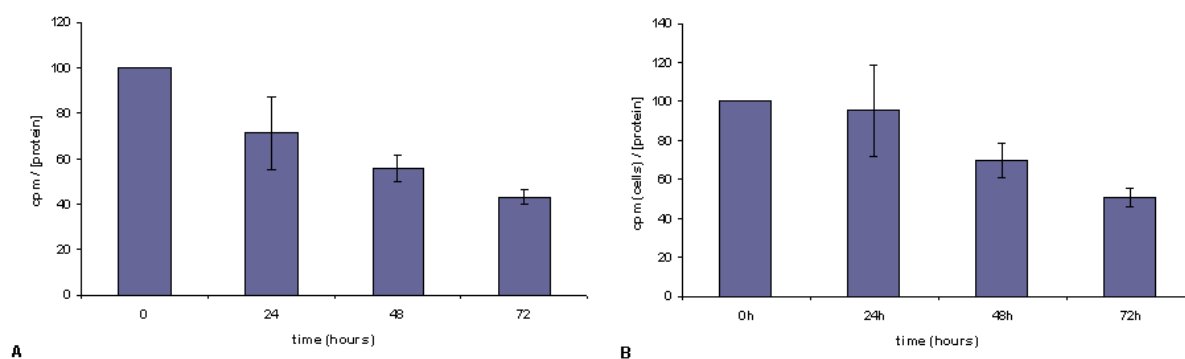 120
100
80
60
40
20
0
cpm / [protein]
0 24 48 72
time (hours)
A
140
120
100
80
60
40
20
0
cpm (cells) / [protein]
0h 24h 48h 72h
time (hours)
B